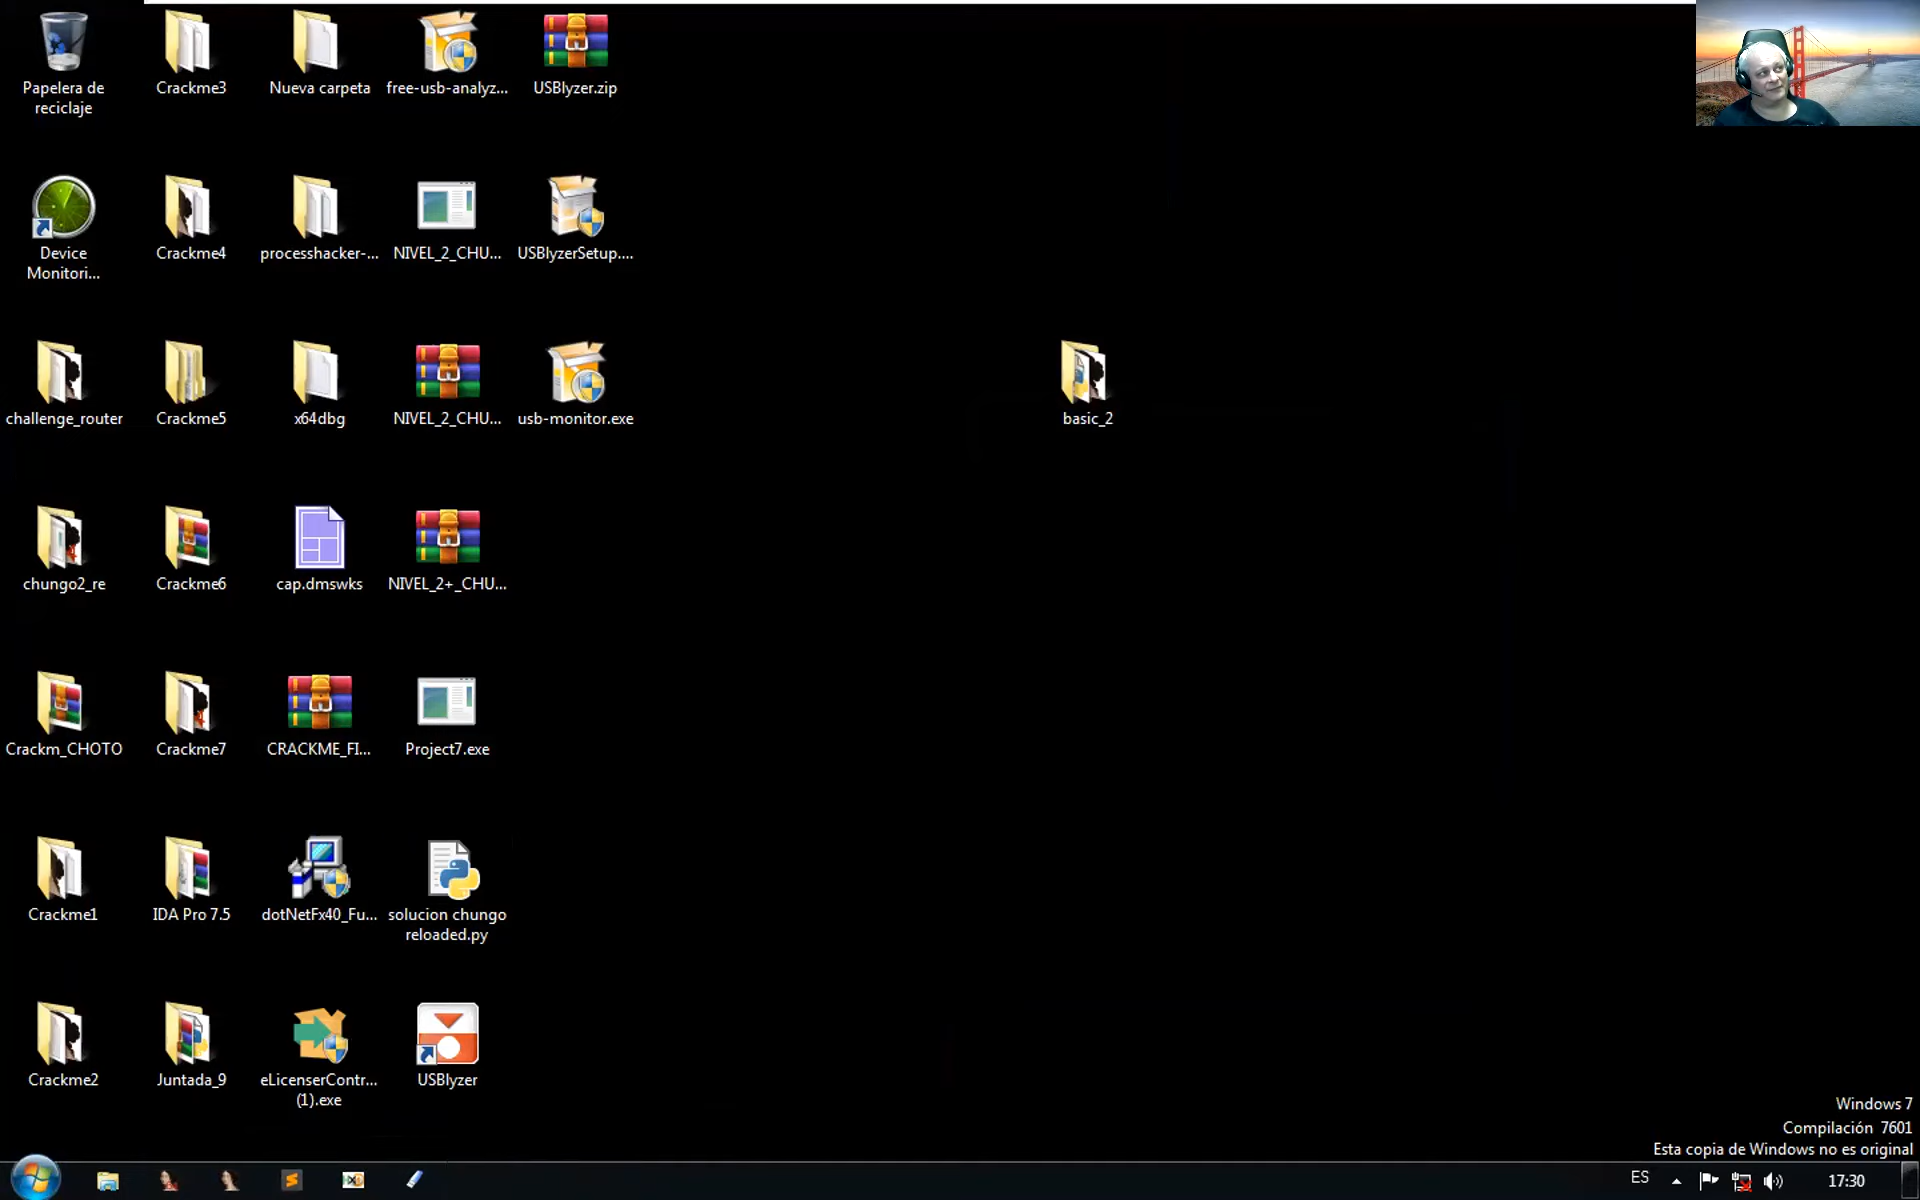 Papelera de
reciclaje
Crackme3
Nueva carpeta
free-usb-analyz...
USBlyzer.zip
Device
Monitori...
Crackme4
processhacker-...
NIVEL_2_CHU...
USBlyzerSetup....
challenge_router
Crackme5
x64dbg
NIVEL_2_CHU...
usb-monitor.exe
basic_2
chungo2_re
Crackme6
cap.dmswks
NIVEL_2+_CHU...
Crackm_CHOTO
Crackme7
CRACKME_FI...
Project7.exe
Crackme1
IDA Pro 7.5
dotNetFx40_Fu...
solucion chungo
reloaded.py
Crackme2
Juntada_9
eLicenserContr...
(1).exe
USBlyzer
Windows 7
Compilación 7601
Esta copia de Windows no es original
ES
17:30